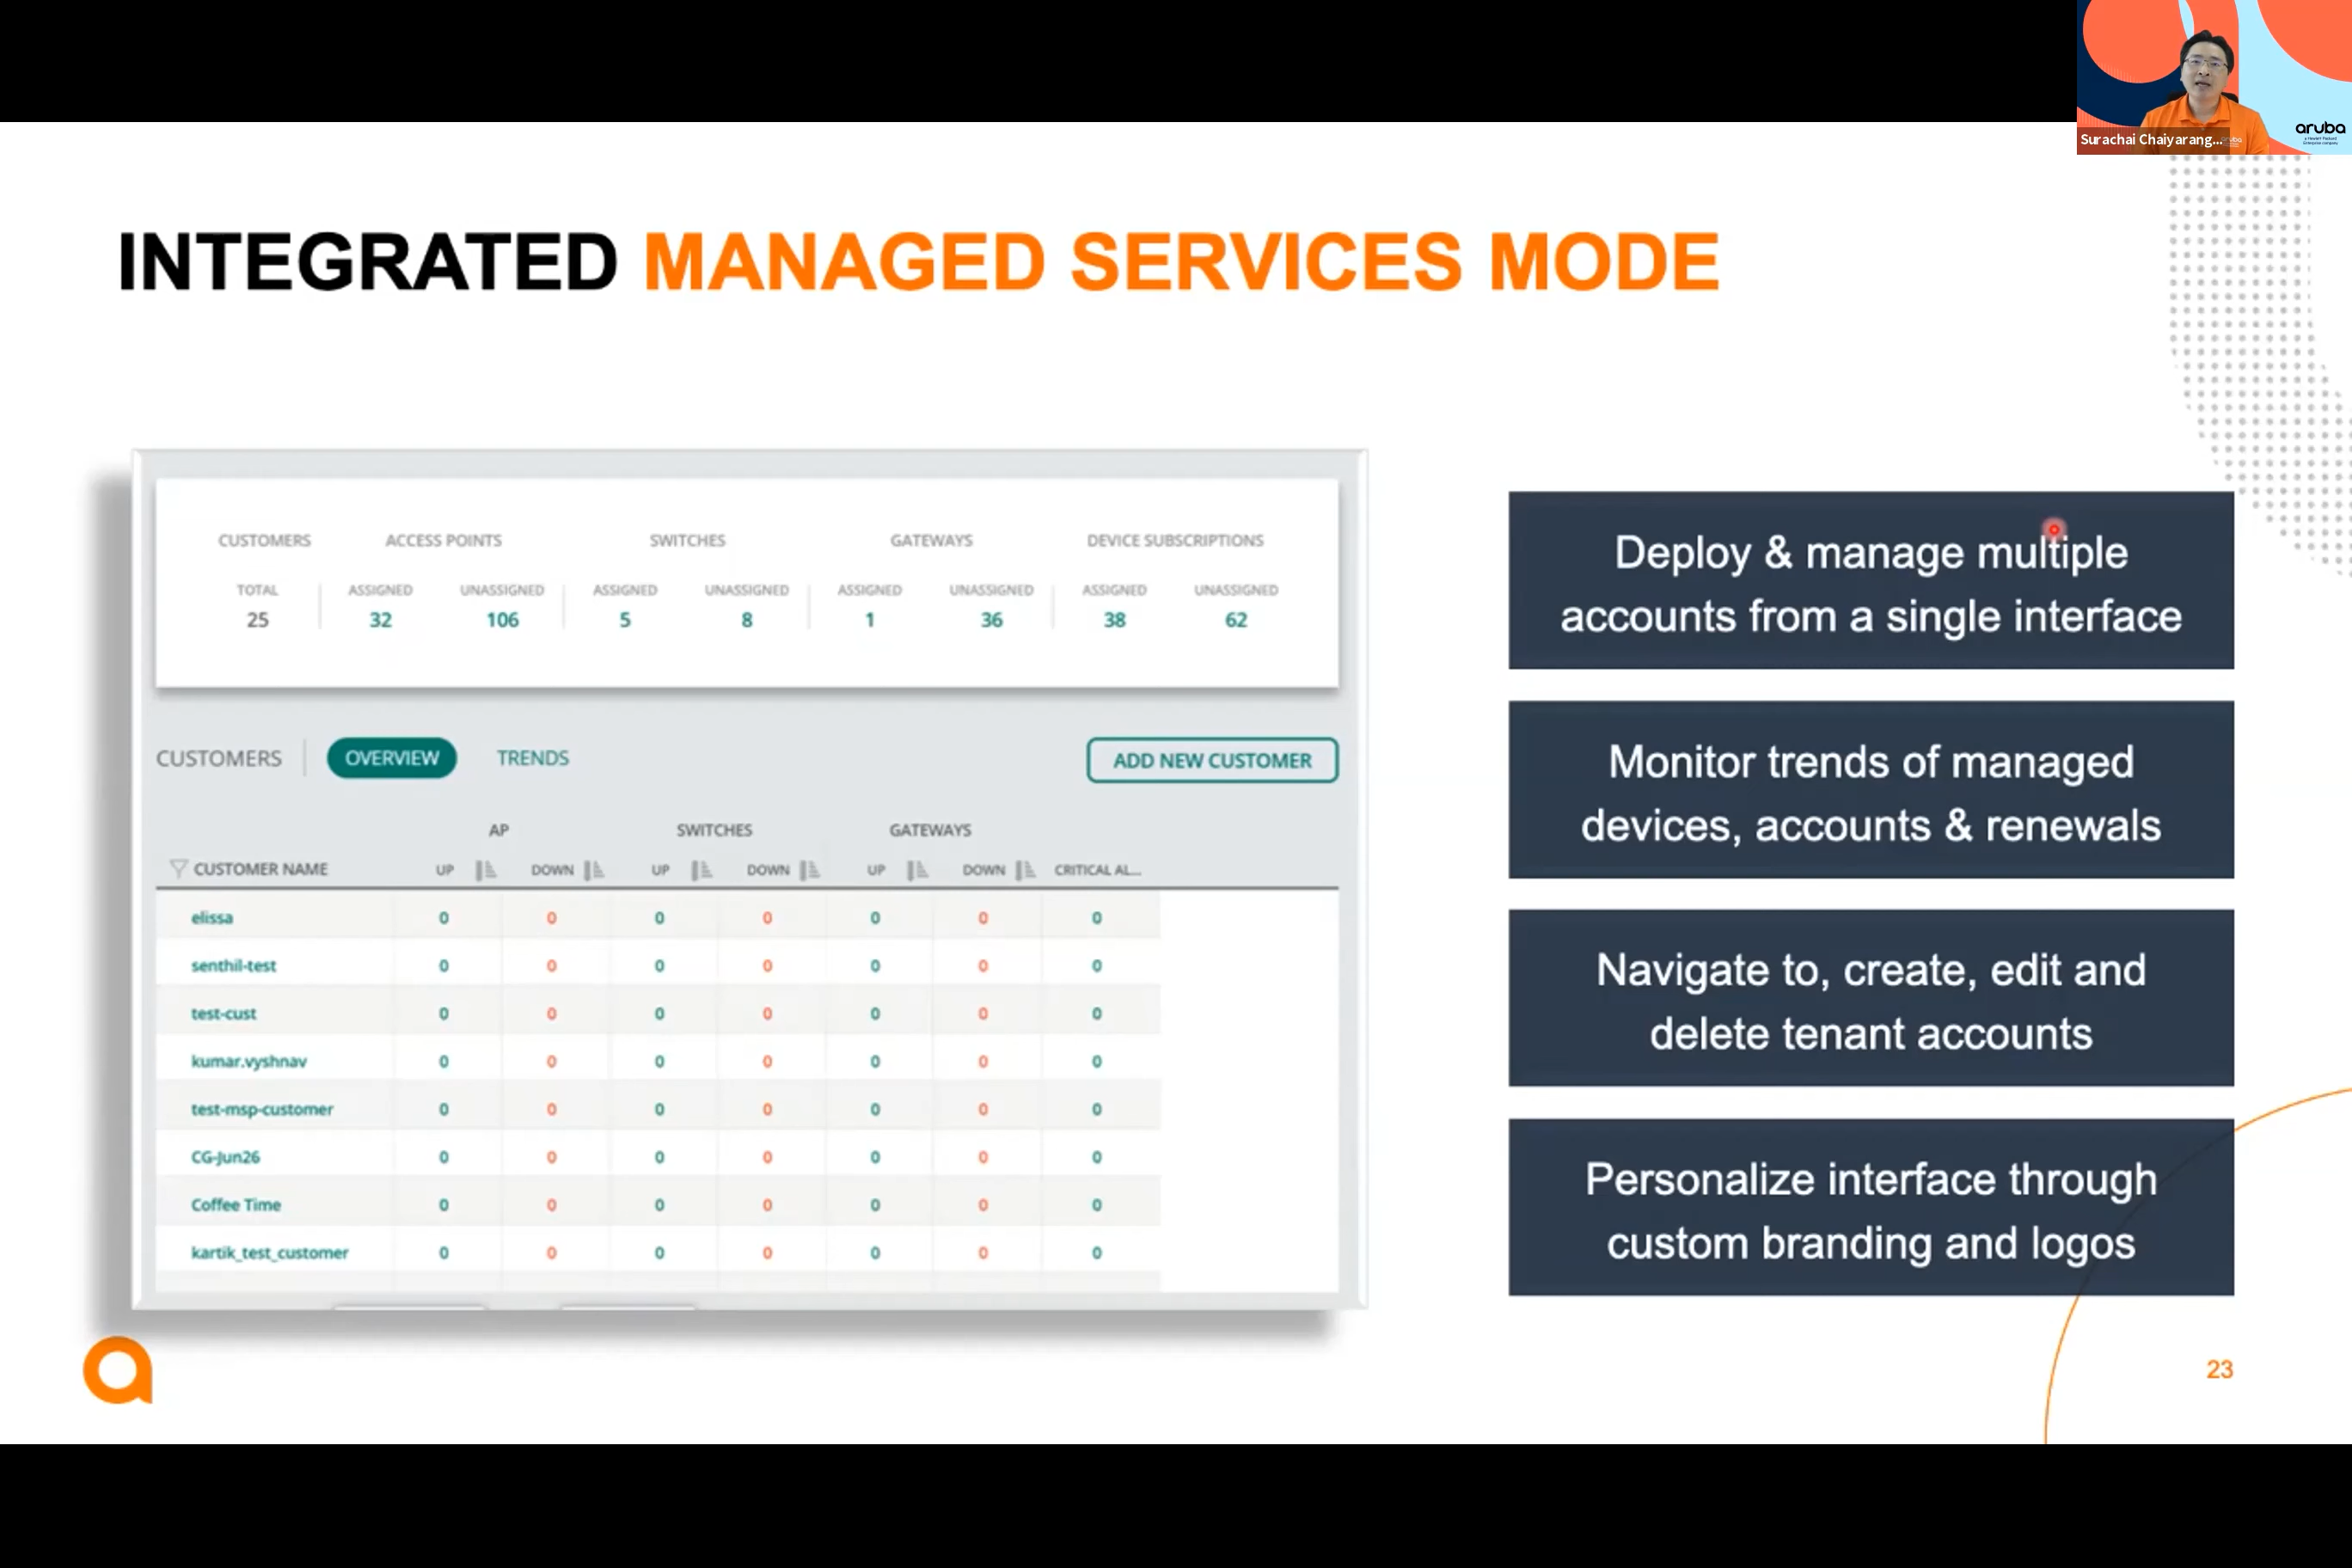 aruba
a Hewlett Packard
Enterprise company
Surachai Chaiyarang...
INTEGRATED MANAGED SERVICES MODE
CUSTOMERS ACCESS POINTS SWITCHES GATEWAYS DEVICE SUBSCRIPTIONS
TOTAL ASSIGNED UNASSIGNED ASSIGNED UNASSIGNED ASSIGNED UNASSIGNED ASSIGNED UNASSIGNED
25 32 106 5 8 1 36 38 62
CUSTOMERS OVERVIEW TRENDS ADD NEW CUSTOMER
AP SWITCHES GATEWAYS
CUSTOMER NAME UP DOWN UP DOWN UP DOWN CRITICAL AL...
elissa 0 0 0 0 0 0 0
senthil-test 0 0 0 0 0 0 0
test-cust 0 0 0 0 0 0 0
kumar.vyshnav 0 0 0 0 0 0 0
test-msp-customer 0 0 0 0 0 0 0
CG-Jun26 0 0 0 0 0 0 0
Coffee Time 0 0 0 0 0 0 0
kartik_test_customer 0 0 0 0 0 0 0
Deploy & manage multiple
accounts from a single interface
Monitor trends of managed
devices, accounts & renewals
Navigate to, create, edit and
delete tenant accounts
Personalize interface through
custom branding and logos
23